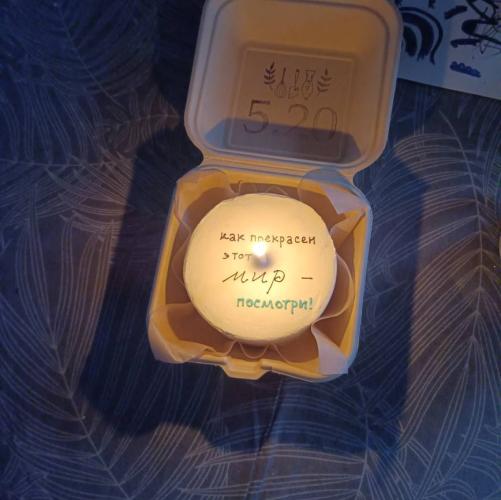 5.20
как прекрасен
этот
мир –
посмотри!